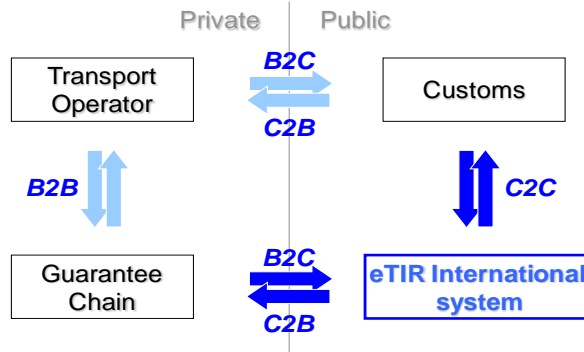 Private
Public
B2C
Transport
Operator
Customs
C2B
B2B
C2C
B2C
Guarantee
Chain
eTIR International
system
C2B